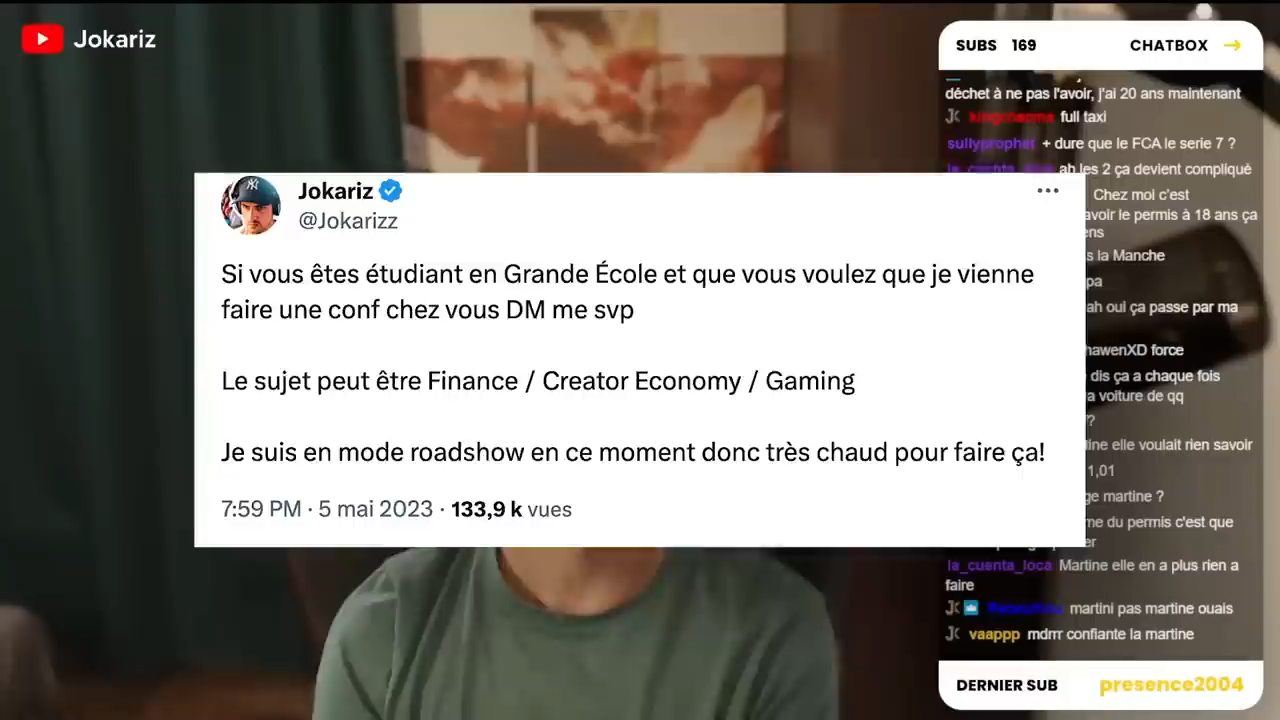 Jokariz
SUBS 169 CHATBOX →
déchet à ne pas l'avoir, j'ai 20 ans maintenant
full taxi
sullyprophet + dure que le FCA le serie 7 ?
ah les 2 ça devient compliqué
Chez moi c'est
avoir le permis à 18 ans ça
ens
s la Manche
pa
ah oui ça passe par ma
hawenXD force
dis ça a chaque fois
a voiture de qq
??
ine elle voulait rien savoir
1,01
ge martine ?
me du permis c'est que
er
la_cuenta_loca Martine elle en a plus rien a
faire
martini pas martine ouais
vaappp mdrrr confiante la martine
DERNIER SUB presence2004
Jokariz
@Jokarizz
Si vous êtes étudiant en Grande École et que vous voulez que je vienne
faire une conf chez vous DM me svp
Le sujet peut être Finance / Creator Economy / Gaming
Je suis en mode roadshow en ce moment donc très chaud pour faire ça!
7:59 PM · 5 mai 2023 · 133,9 k vues